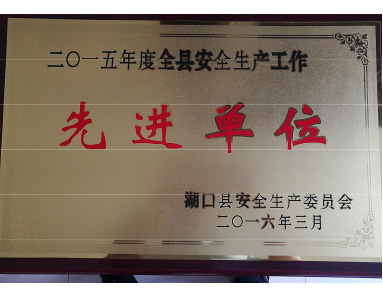 二〇一五年度全县安全生产工作
先进单位
湖口县安全生产委员会
二〇一六年三月